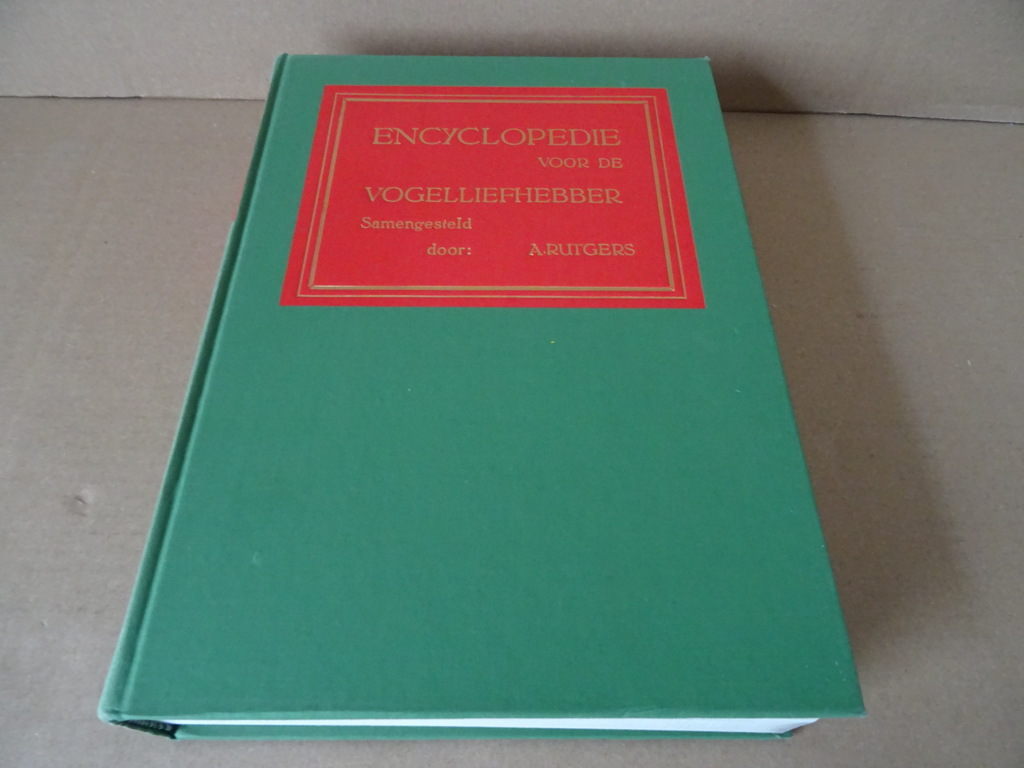 ENCYCLOPEDIE
VOOR DE
VOGELLIEFHEBBER
Samengesteld
door: A.RUTGERS